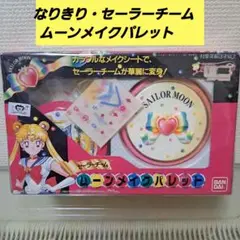 なりきり・セーラーチーム
ムーンメイクパレット
カラフルなメイクシートで、
セーラーチームが華麗に変身!
SAILOR MOON
ムーンメイクパレット
BANDAI